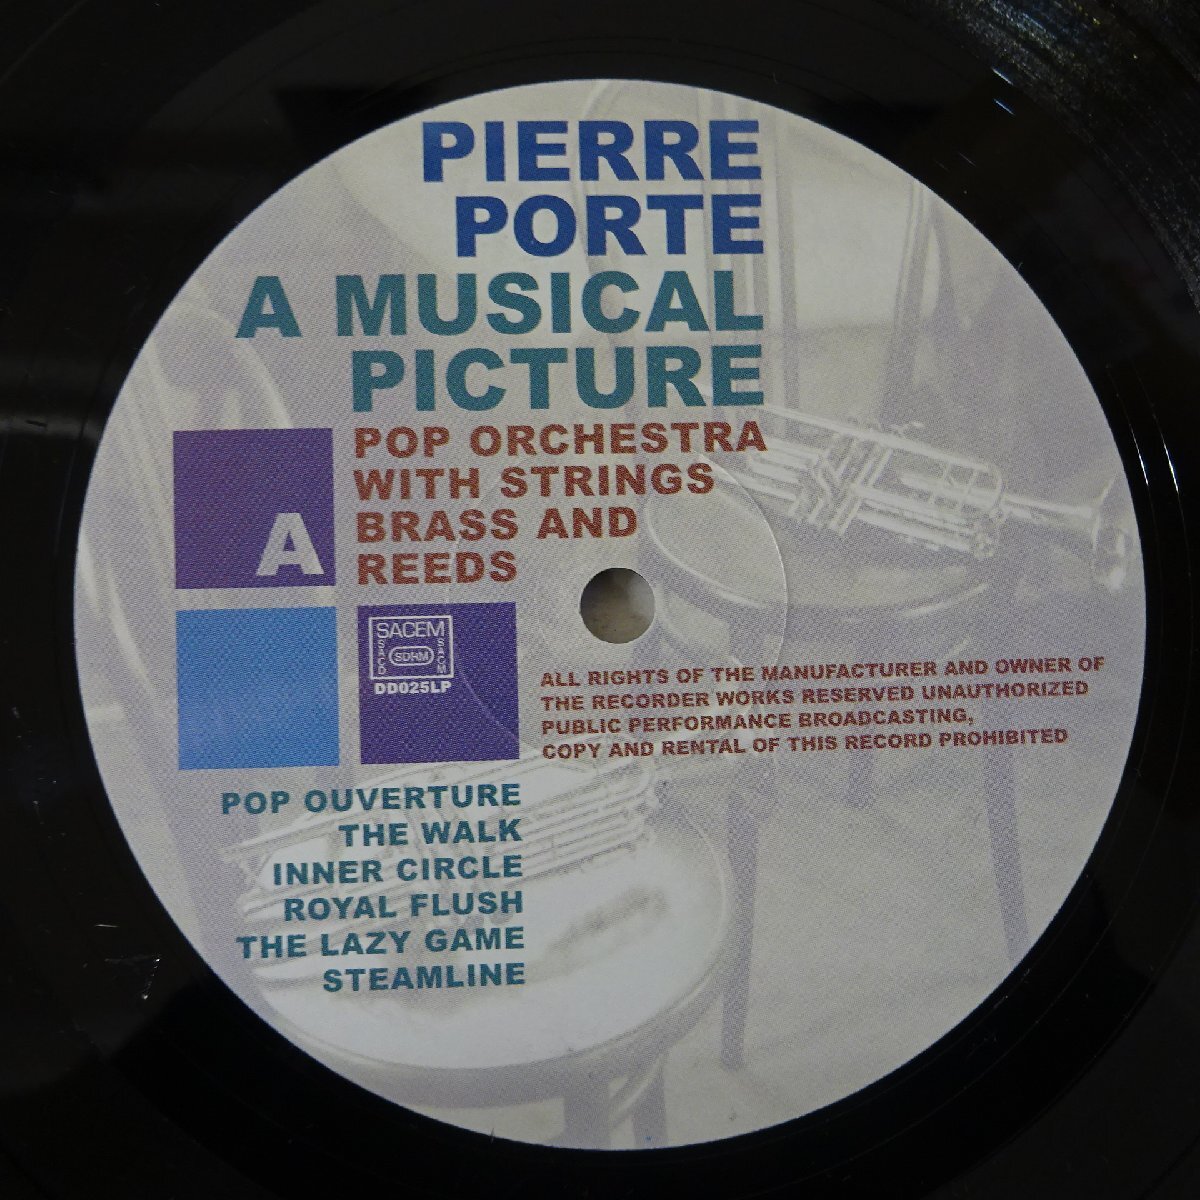 PIERRE
PORTE
A MUSICAL
PICTURE
POP ORCHESTRA
WITH STRINGS
BRASS AND
REEDS
A
SACEM
SACD
SDRM
SACM
DD025LP
ALL RIGHTS OF THE MANUFACTURER AND OWNER OF
THE RECORDER WORKS RESERVED UNAUTHORIZED
PUBLIC PERFORMANCE BROADCASTING,
COPY AND RENTAL OF THIS RECORD PROHIBITED
POP OUVERTURE
THE WALK
INNER CIRCLE
ROYAL FLUSH
THE LAZY GAME
STEAMLINE